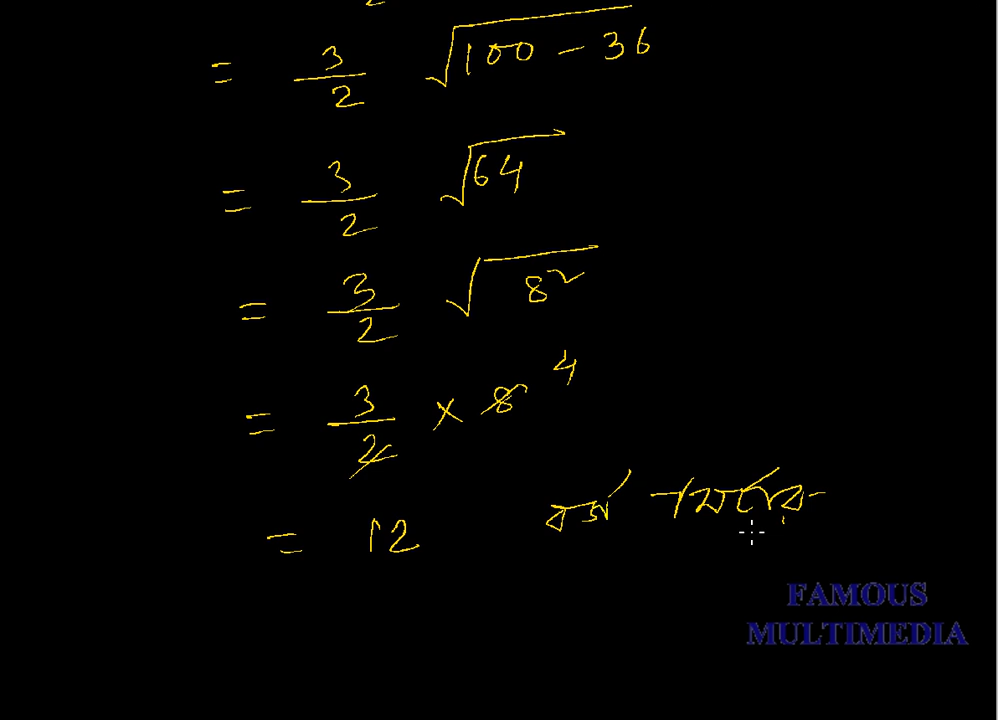 = 3/2 √100 - 36
= 3/2 √64
= 3/2 √8²
= 3/2 × 8 4
= 12 বর্গ মিটার
FAMOUS
MULTIMEDIA